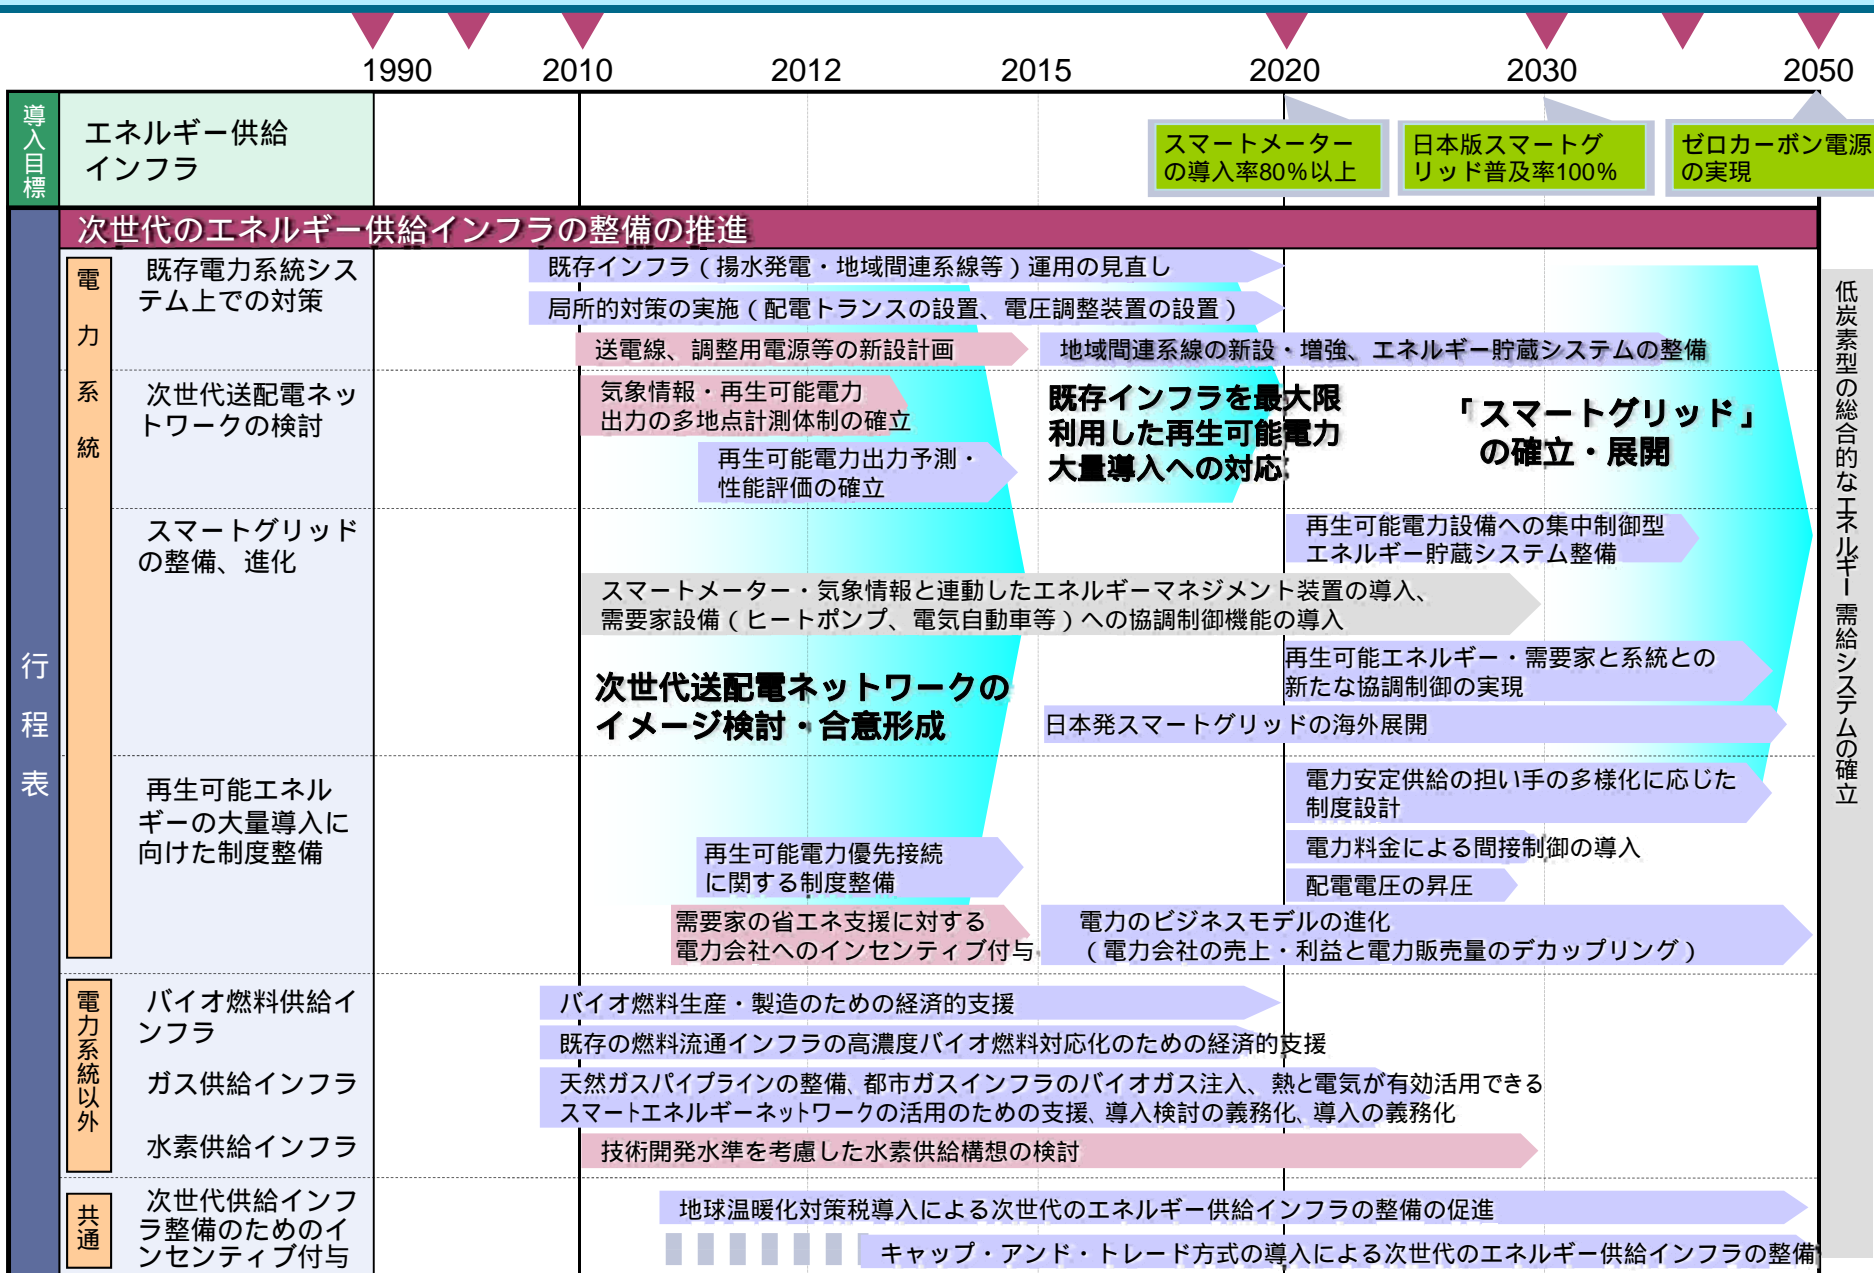 1990
2010
2012
2015
2020
2030
2050
導入目標
エネルギー供給
インフラ
スマートメーター
の導入率80%以上
日本版スマートグ
リッド普及率100%
ゼロカーボン電源
の実現
行程表
次世代のエネルギー供給インフラの整備の推進
電力系統
既存電力系統シス
テム上での対策
既存インフラ（揚水発電・地域間連系線等）運用の見直し
局所的対策の実施（配電トランスの設置、電圧調整装置の設置）
送電線、調整用電源等の新設計画
地域間連系線の新設・増強、エネルギー貯蔵システムの整備
次世代送配電ネッ
トワークの検討
気象情報・再生可能電力
出力の多地点計測体制の確立
再生可能電力出力予測・
性能評価の確立
既存インフラを最大限
利用した再生可能電力
大量導入への対応
「スマートグリッド」
の確立・展開
スマートグリッド
の整備、進化
再生可能電力設備への集中制御型
エネルギー貯蔵システム整備
スマートメーター・気象情報と連動したエネルギーマネジメント装置の導入、
需要家設備（ヒートポンプ、電気自動車等）への協調制御機能の導入
再生可能エネルギー・需要家と系統との
新たな協調制御の実現
次世代送配電ネットワークの
イメージ検討・合意形成
日本発スマートグリッドの海外展開
再生可能エネル
ギーの大量導入に
向けた制度整備
電力安定供給の担い手の多様化に応じた
制度設計
再生可能電力優先接続
に関する制度整備
電力料金による間接制御の導入
配電電圧の昇圧
需要家の省エネ支援に対する
電力会社へのインセンティブ付与
電力のビジネスモデルの進化
（電力会社の売上・利益と電力販売量のデカップリング）
電力系統以外
バイオ燃料供給イ
ンフラ
バイオ燃料生産・製造のための経済的支援
既存の燃料流通インフラの高濃度バイオ燃料対応化のための経済的支援
ガス供給インフラ
天然ガスパイプラインの整備、都市ガスインフラのバイオガス注入、熱と電気が有効活用できる
スマートエネルギーネットワークの活用のための支援、導入検討の義務化、導入の義務化
水素供給インフラ
技術開発水準を考慮した水素供給構想の検討
共通
次世代供給インフ
ラ整備のためのイ
ンセンティブ付与
地球温暖化対策税導入による次世代のエネルギー供給インフラの整備の促進
キャップ・アンド・トレード方式の導入による次世代のエネルギー供給インフラの整備
低炭素型の総合的なエネルギー需給システムの確立